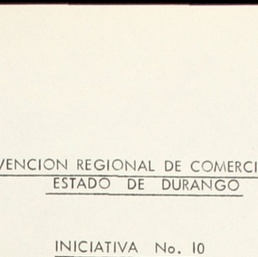 VENCION REGIONAL DE COMERCI
ESTADO DE DURANGO
INICIATIVA No. 10